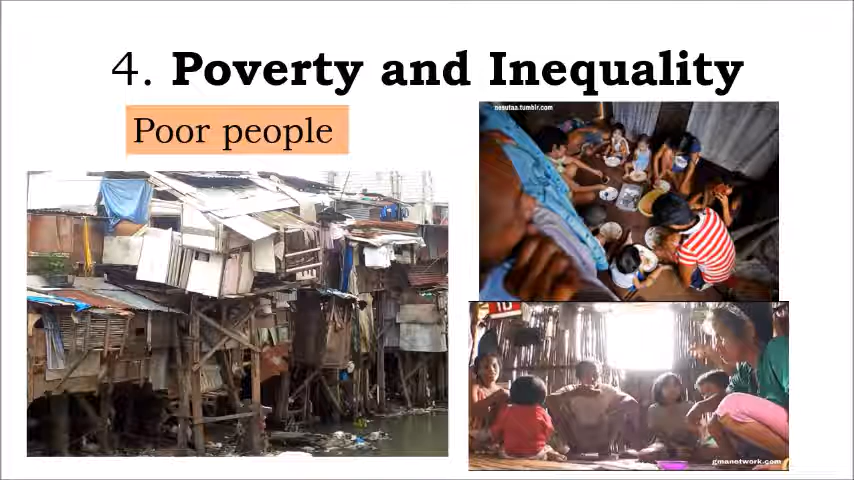 4. Poverty and Inequality
Poor people
nesutaa.tumblr.com
gmanetwork.com